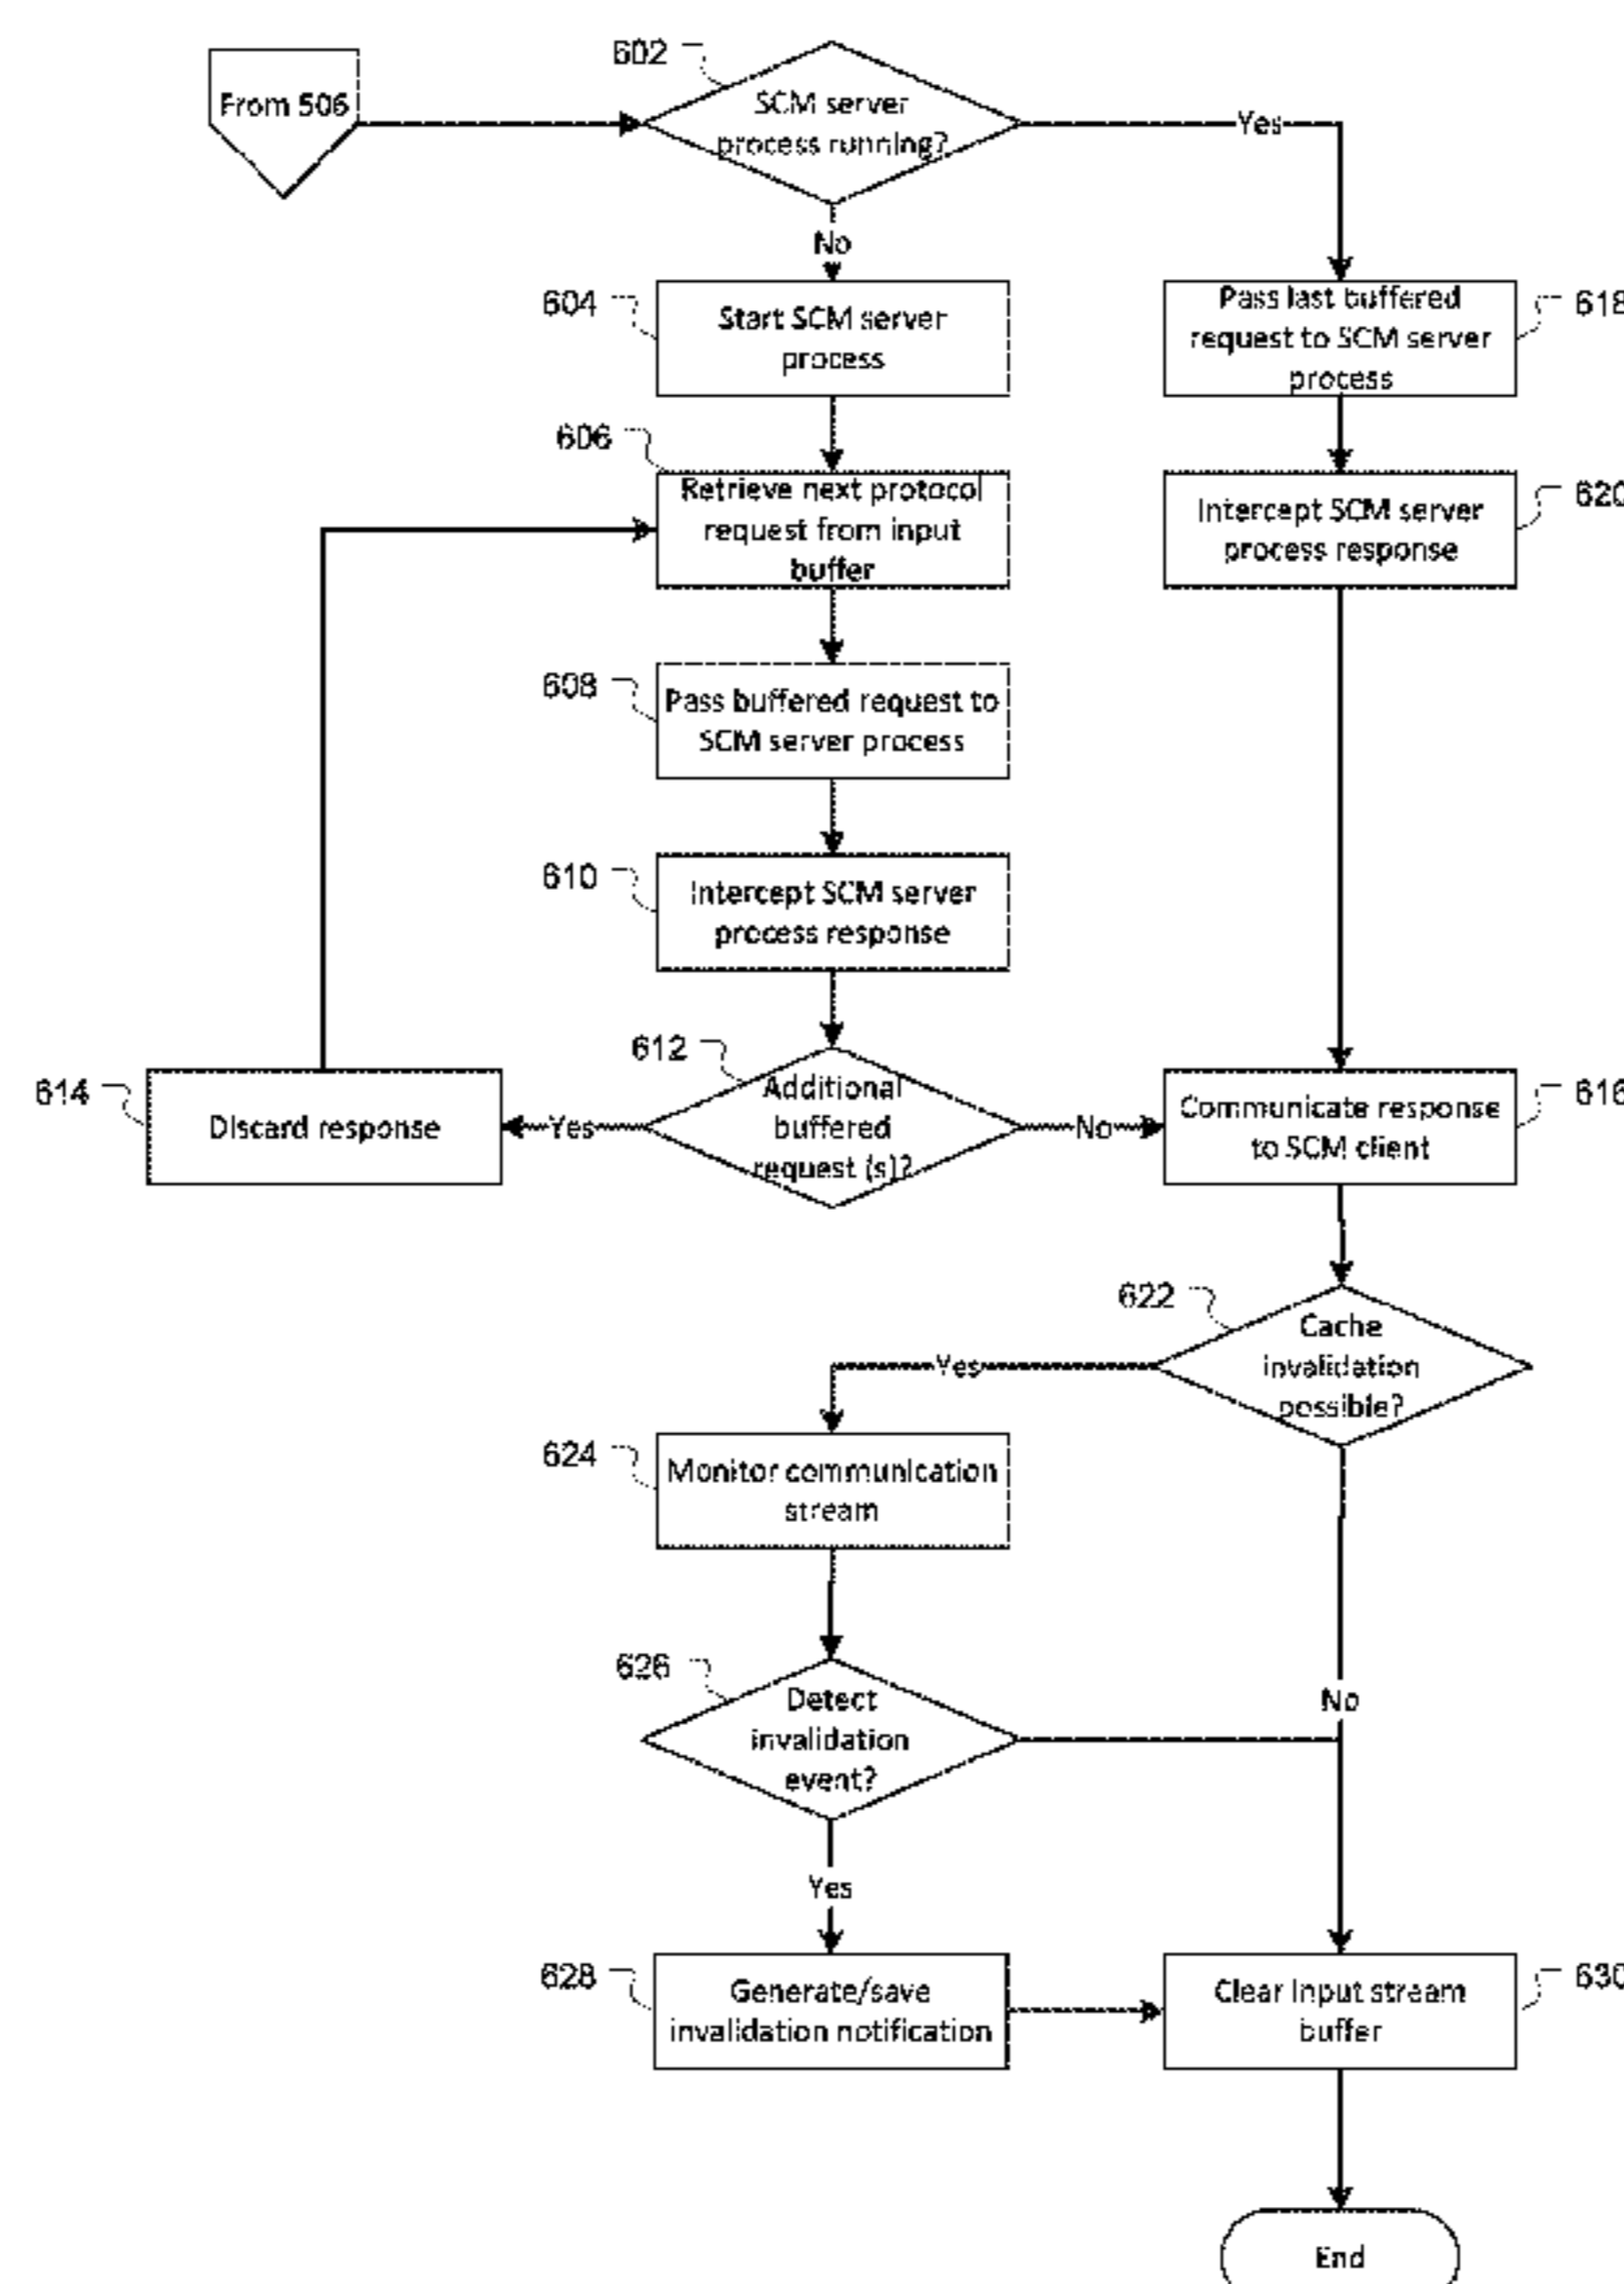 From 506
602
SCM server
process running?
Yes
No
604
Start SCM server
process
618
Pass last buffered
request to SCM server
process
606
Retrieve next protocol
request from input
buffer
620
Intercept SCM server
process response
608
Pass buffered request to
SCM server process
610
Intercept SCM server
process response
612
Additional
buffered
request (s)?
614
Discard response
Yes
No
616
Communicate response
to SCM client
622
Cache
invalidation
possible?
Yes
624
Monitor communication
stream
626
Detect
invalidation
event?
No
Yes
628
Generate/save
invalidation notification
630
Clear Input stream
buffer
End